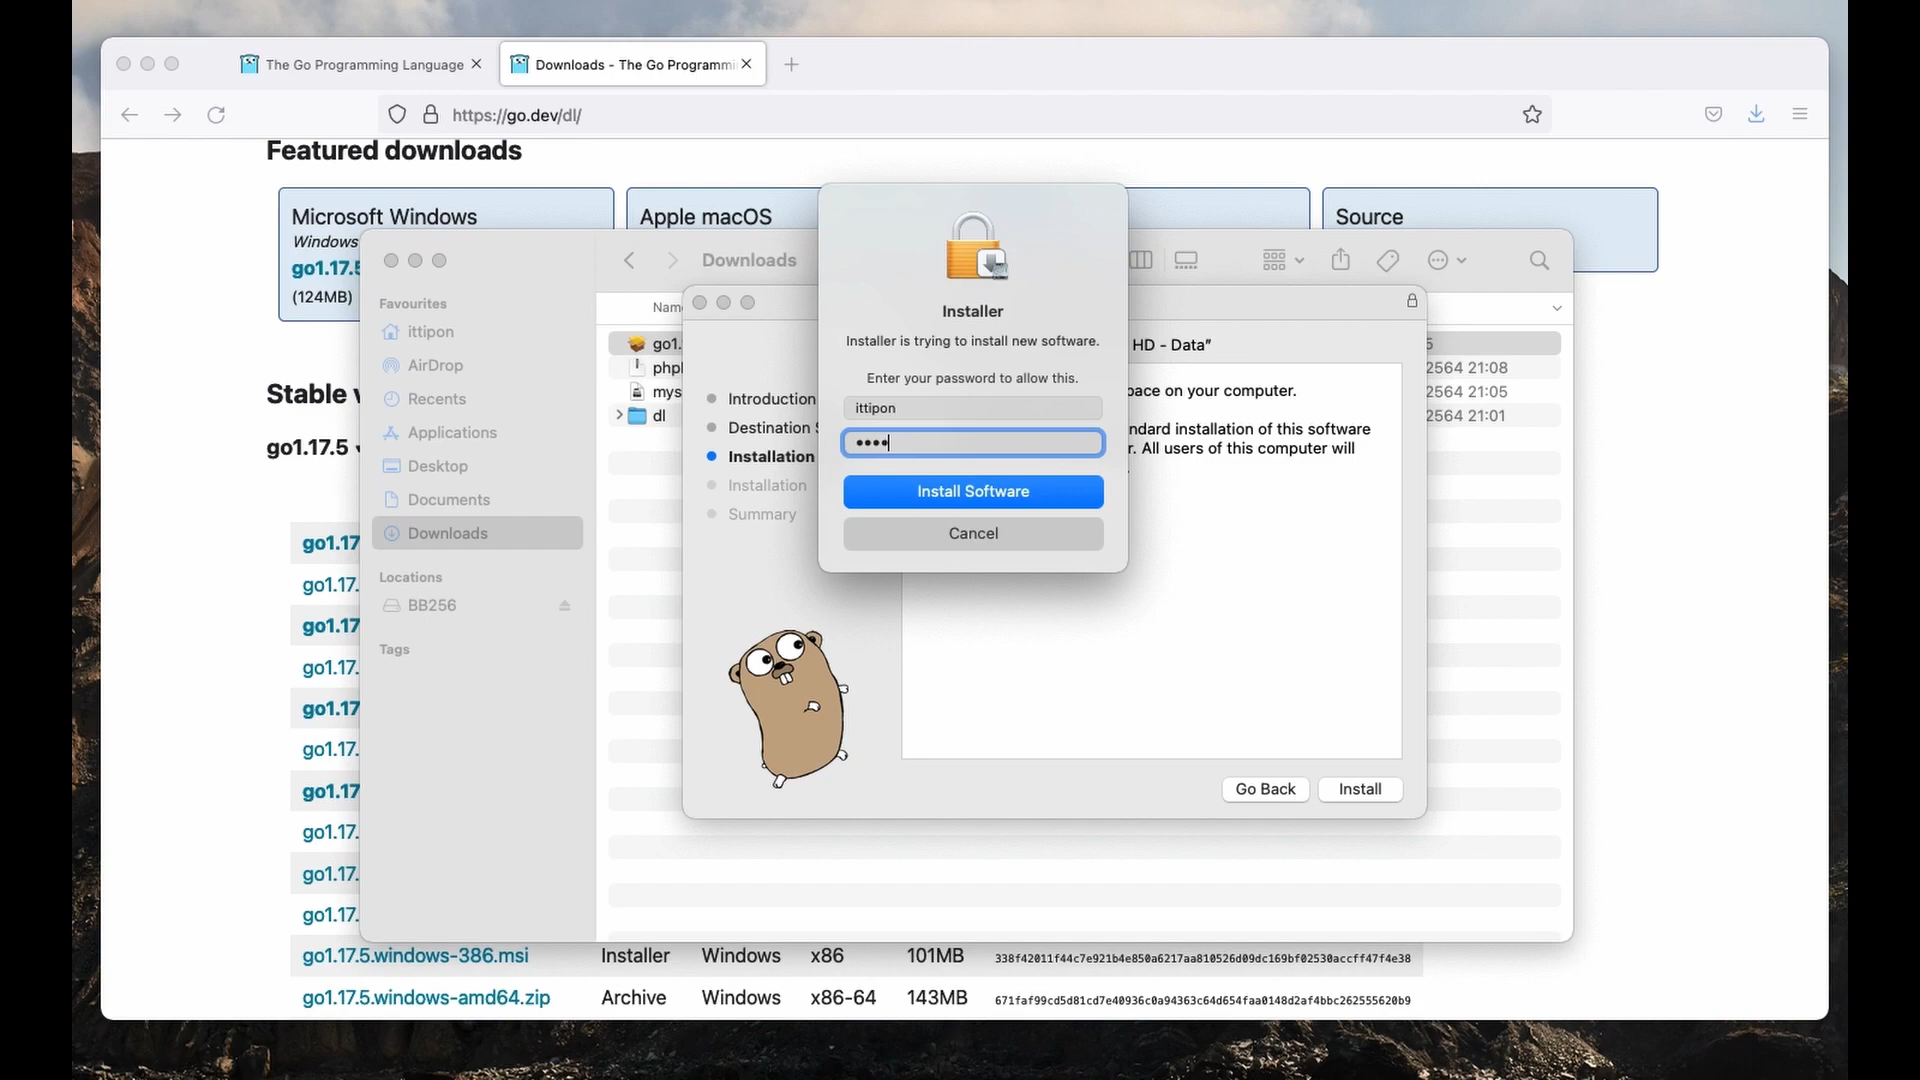 The Go Programming Language
Downloads - The Go Programmi
https://go.dev/dl/
Featured downloads
Microsoft Windows
Windows
go1.17.5
(124MB)
Apple macOS
Source
Stable
go1.17.5
go1.17
go1.17.
go1.17
go1.17.
go1.17
go1.17.
go1.17
go1.17.
go1.17.
go1.17.
go1.17.5.windows-386.msi Installer Windows x86 101MB 338f42011f44c7e921b4e850a6217aa810526d09dc169bf02530accff47f4e38
go1.17.5.windows-amd64.zip Archive Windows x86-64 143MB 671faf99cd5d81cd7e40936c0a94363c64d654faa0148d2af4bbc262555620b9
Favourites
ittipon
AirDrop
Recents
Applications
Desktop
Documents
Downloads
Locations
BB256
Tags
Downloads
Nam
go1.
php
mys
dl
2564 21:08
2564 21:05
2564 21:01
HD - Data”
Introduction
Destination S
Installation
Installation
Summary
pace on your computer.
ndard installation of this software
r. All users of this computer will
Go Back
Install
Installer
Installer is trying to install new software.
Enter your password to allow this.
ittipon
••••
Install Software
Cancel